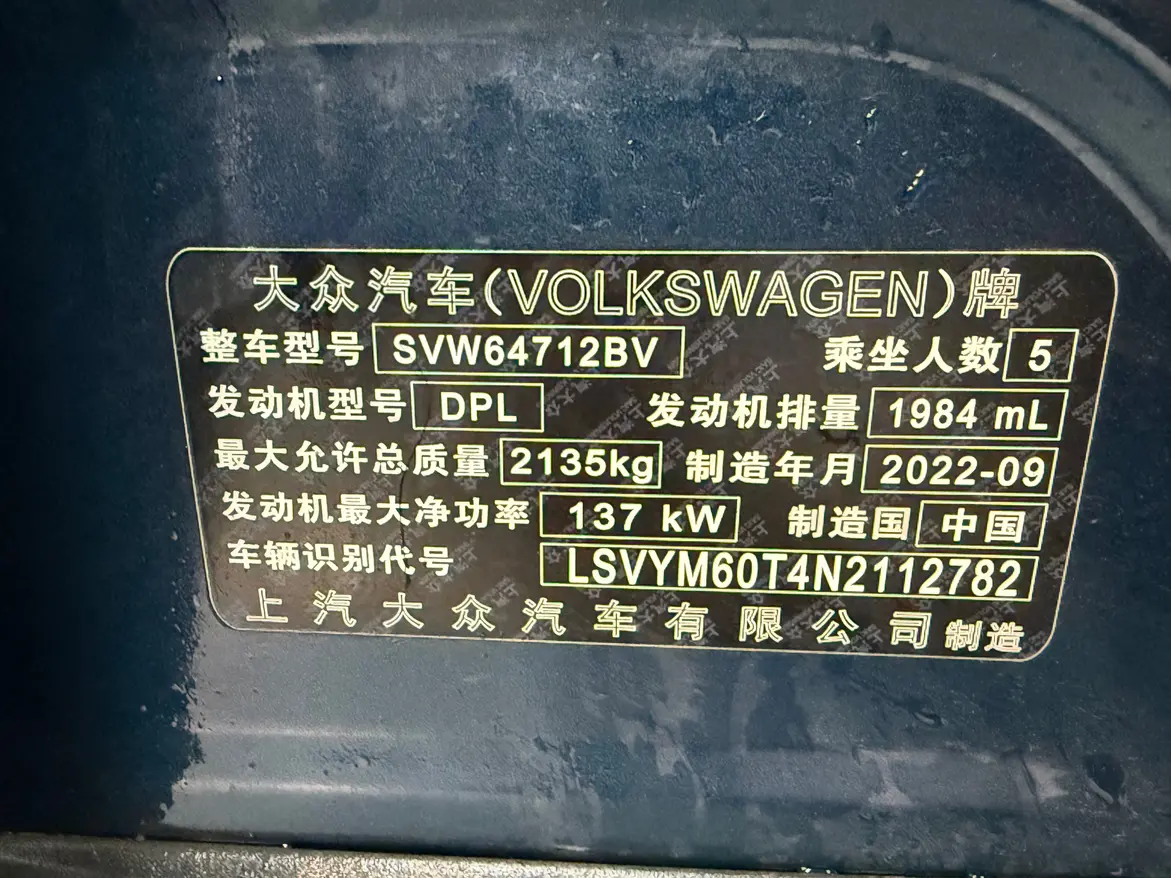 大众汽车(VOLKSWAGEN)牌
整车型号 SVW64712BV 乘坐人数 5
发动机型号 DPL 发动机排量 1984 mL
最大允许总质量 2135kg 制造年月 2022-09
发动机最大净功率 137 kW 制造国 中国
车辆识别代号 LSVYM60T4N2112782
上汽大众汽车有限公司 制造